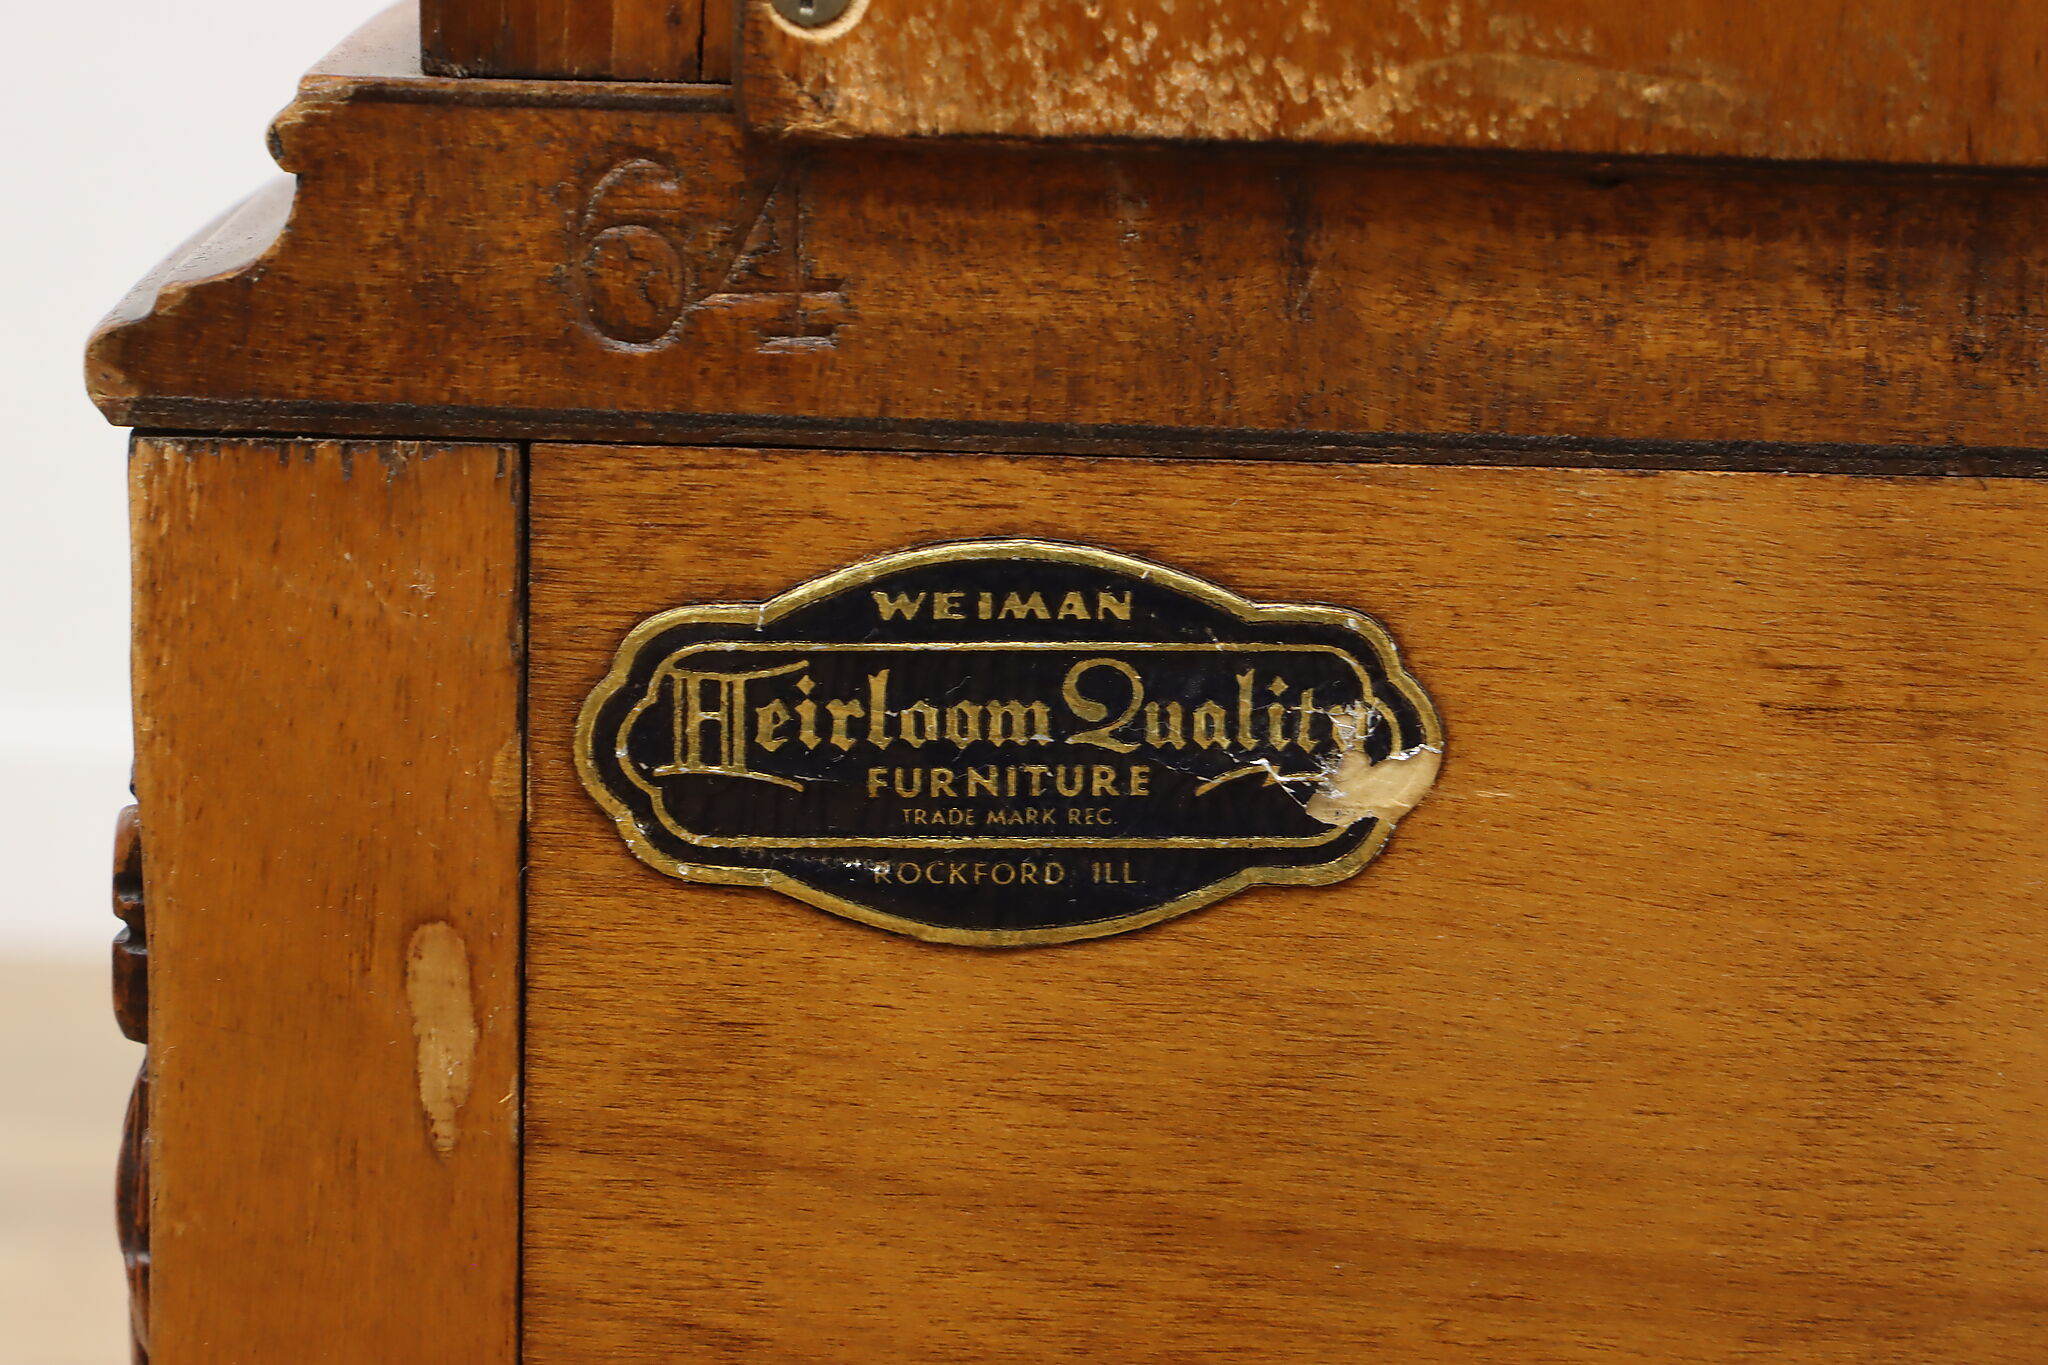 64
WEIMAN
Heirloom Quality
FURNITURE
TRADE MARK REG.
ROCKFORD ILL.